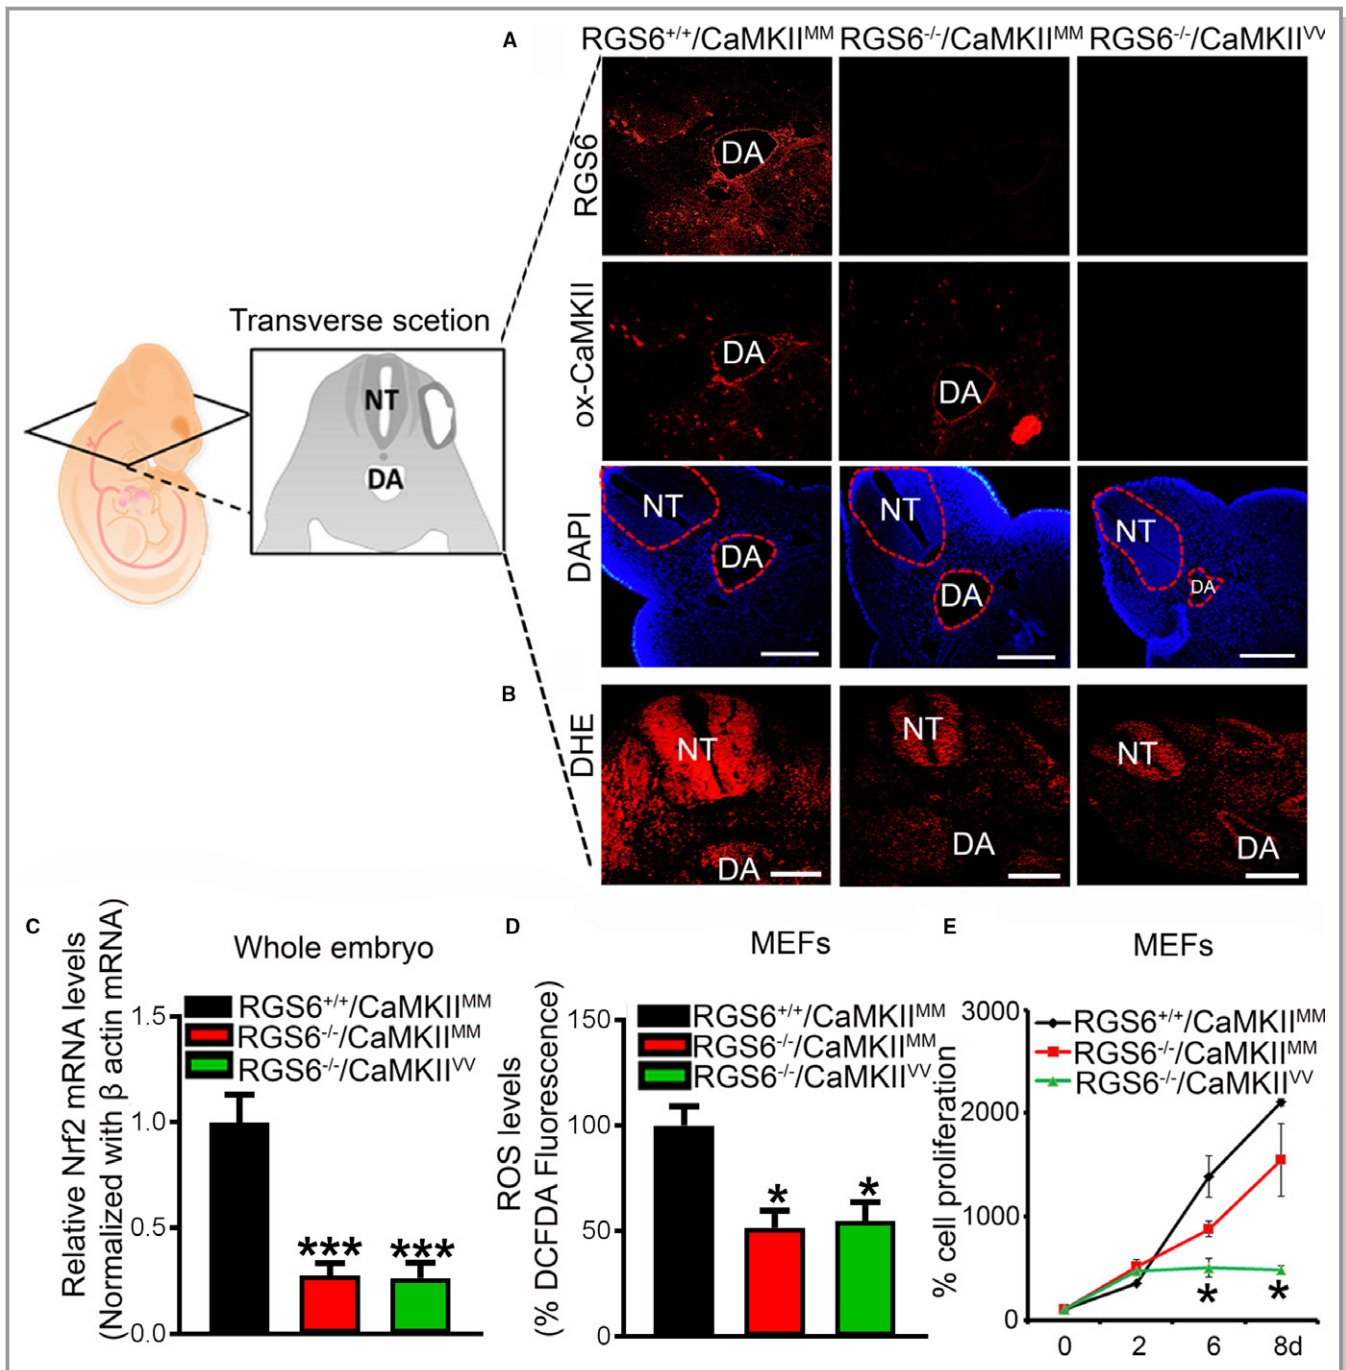 A
RGS6+/+/CaMKIIMM RGS6-/-/CaMKIIMM RGS6-/-/CaMKIIVV
RGS6
DA
ox-CaMKII
DA
DA
Transverse scetion
NT
DA
DAPI
NT
DA
NT
DA
NT
DA
B
DHE
NT
DA
NT
DA
NT
DA
C
Whole embryo
Relative Nrf2 mRNA levels
(Normalized with β actin mRNA)
1.5
1.0
0.5
0.0
RGS6+/+/CaMKIIMM
RGS6-/-/CaMKIIMM
RGS6-/-/CaMKIIVV
*** ***
D
MEFs
ROS levels
(% DCFDA Fluorescence)
150
100
50
0
RGS6+/+/CaMKIIMM
RGS6-/-/CaMKIIMM
RGS6-/-/CaMKIIVV
* *
E
MEFs
% cell proliferation
3000
2000
1000
0
RGS6+/+/CaMKIIMM
RGS6-/-/CaMKIIMM
RGS6-/-/CaMKIIVV
* *
0 2 6 8d